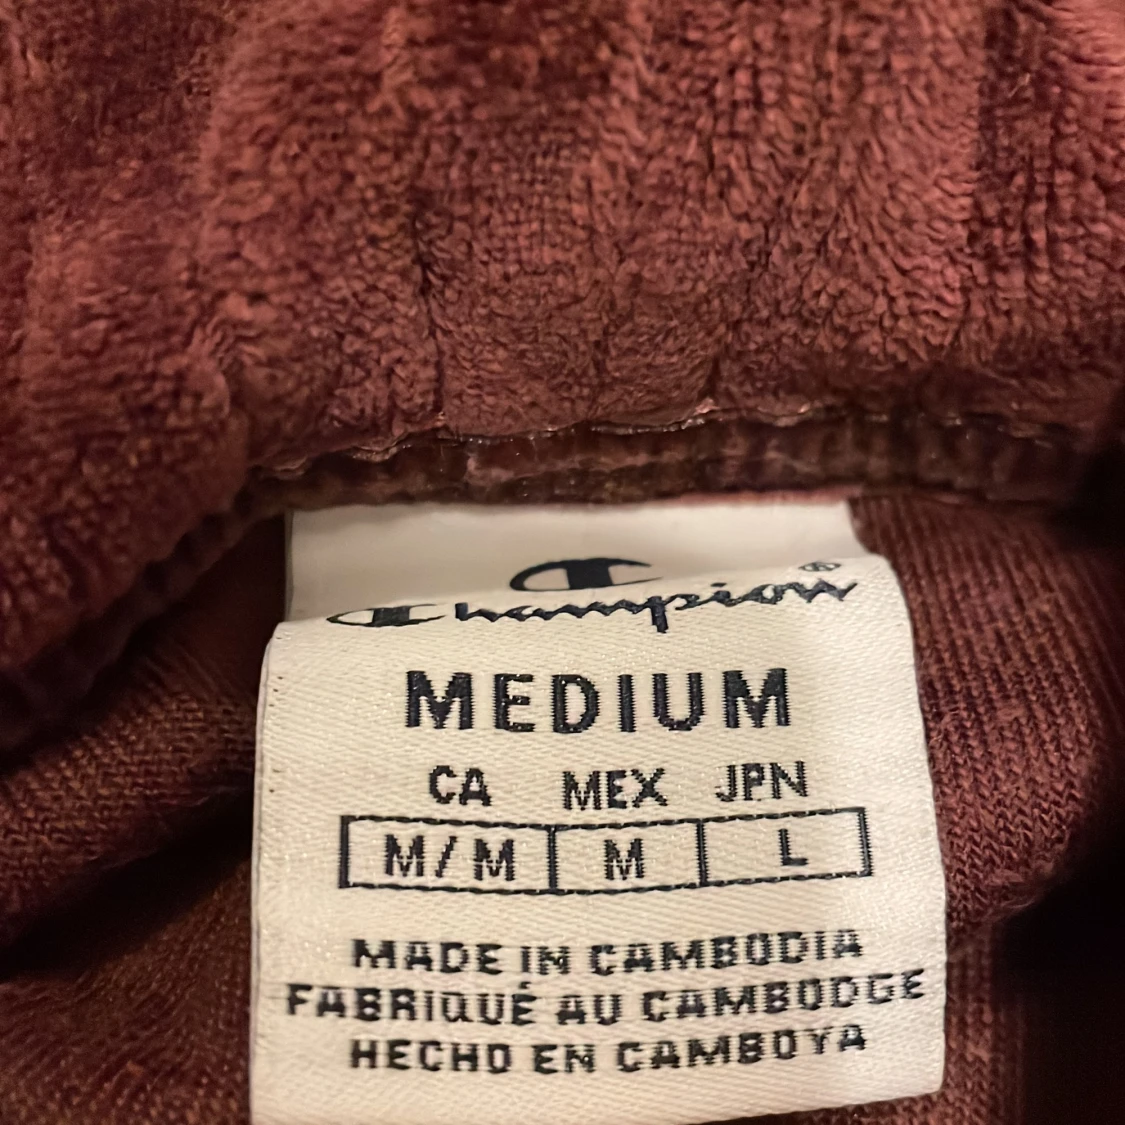 Champion®
MEDIUM
CA MEX JPN
M/M M L
MADE IN CAMBODIA
FABRIQUÉ AU CAMBODGE
HECHO EN CAMBOYA